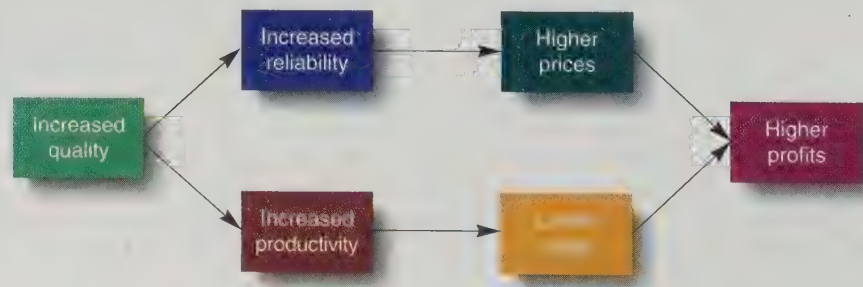 Increased
quality
Increased
reliability
Higher
prices
Increased
productivity
Higher
profits